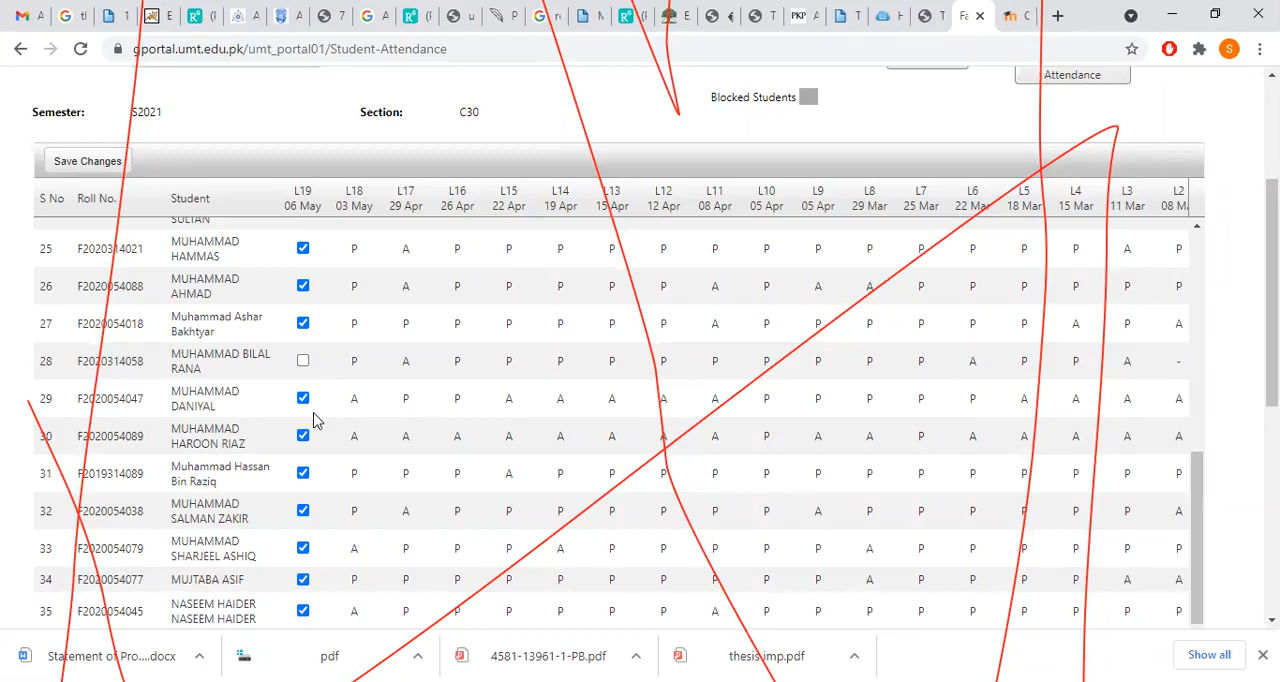 gportal.umt.edu.pk/umt_portal01/Student-Attendance
Attendance
Blocked Students
Semester: S2021 Section: C30
Save Changes
S No Roll No. Student L19 L18 L17 L16 L15 L14 L13 L12 L11 L10 L9 L8 L7 L6 L5 L4 L3 L2
06 May 03 May 29 Apr 26 Apr 22 Apr 19 Apr 15 Apr 12 Apr 08 Apr 05 Apr 05 Apr 29 Mar 25 Mar 22 Mar 18 Mar 15 Mar 11 Mar 08 M
SULTAN
25 F2020314021 MUHAMMAD HAMMAS P A P P P P P P P P P P P P P A P
26 F2020054088 MUHAMMAD AHMAD P A P P P P P A P A A P P P P P P
27 F2020054018 Muhammad Ashar Bakhtyar P P P P P P P A P P P P P P A P A
28 F2020314058 MUHAMMAD BILAL RANA P A P P P P P P P P P P A P P A -
29 F2020054047 MUHAMMAD DANIYAL A P P A A A A A P A A P P A A A A
30 F2020054089 MUHAMMAD HAROON RIAZ A A A A A A A A P A A P A A A A A
31 F2019314089 Muhammad Hassan Bin Raziq P P P A P P P P P P P P P P P P P
32 F2020054038 MUHAMMAD SALMAN ZAKIR P A P P P P P P P A P P P P P P A
33 F2020054079 MUHAMMAD SHARJEEL ASHIQ A P P P A P P P P P A P P P P P P
34 F2020054077 MUJTABA ASIF P P P P P P P P P P A P P P P A A
35 F2020054045 NASEEM HAIDER NASEEM HAIDER A P P P P P P A P P P P P P P P P
Statement of Pro....docx pdf 4581-13961-1-PB.pdf thesis imp.pdf Show all